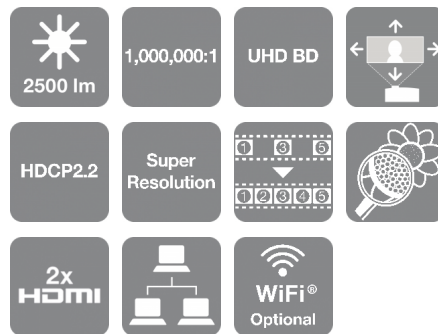 2500 lm
1,000,000:1
UHD BD
HDCP2.2
Super
Resolution
1 3 5
1 2 3 4 5
2x
HDMI
WiFi®
Optional